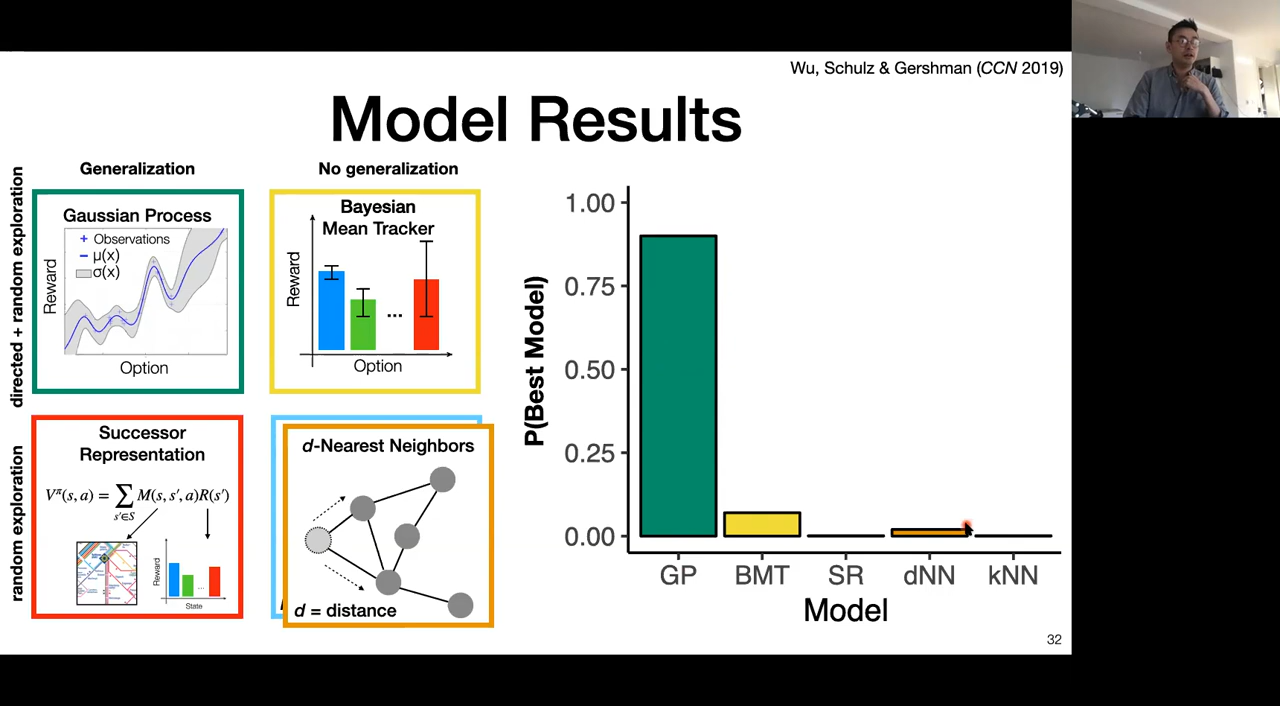 Wu, Schulz & Gershman (CCN 2019)
Model Results
Generalization
No generalization
directed + random exploration
Gaussian Process
+ Observations
μ(x)
σ(x)
Reward
Option
Bayesian
Mean Tracker
Reward
...
Option
random exploration
Successor
Representation
Vπ(s, a) = ∑ M(s, s′, a)R(s′)
s′∈S
Reward
...
State
d-Nearest Neighbors
d = distance
P(Best Model)
1.00
0.75
0.50
0.25
0.00
GP BMT SR dNN kNN
Model
32